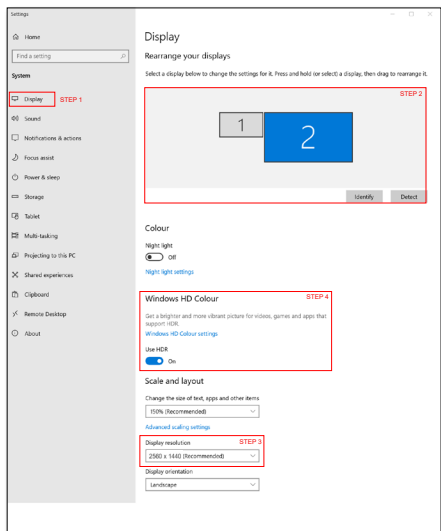 Settings
Home
Find a setting
System
Display STEP 1
Sound
Notifications & actions
Focus assist
Power & sleep
Storage
Tablet
Multi-tasking
Projecting to this PC
Shared experiences
Clipboard
Remote Desktop
About
Display
Rearrange your displays
Select a display below to change the settings for it. Press and hold (or select) a display, then drag to rearrange it.
STEP 2
1
2
Identify Detect
Colour
Night light
Off
Night light settings
Windows HD Colour STEP 4
Get a brighter and more vibrant picture for videos, games and apps that
support HDR.
Windows HD Colour settings
Use HDR
On
Scale and layout
Change the size of text, apps and other items
150% (Recommended)
Advanced scaling settings
Display resolution STEP 3
2560 x 1440 (Recommended)
Display orientation
Landscape